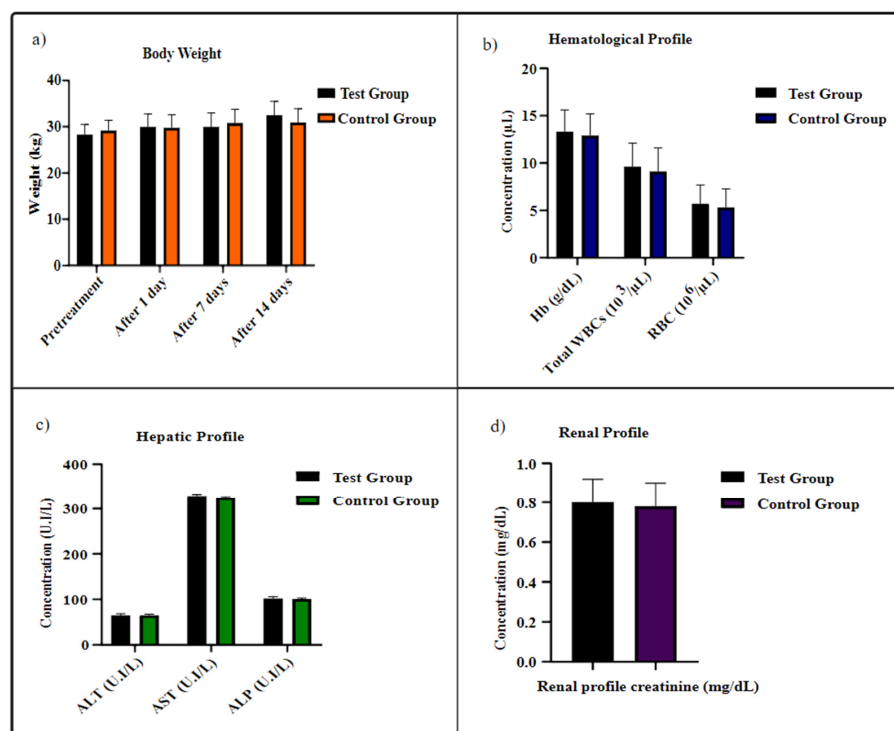 a)
Body Weight
40
30
20
10
0
Weight (kg)
Test Group
Control Group
Pretreatment
After 1 day
After 7 days
After 14 days
b)
Hematological Profile
20
15
10
5
0
Concentration (µL)
Test Group
Control Group
Hb (g/dL)
Total WBCs (10³/µL)
RBC (10⁶/µL)
c)
Hepatic Profile
400
300
200
100
0
Concentration (U.I/L)
Test Group
Control Group
ALT (U.I/L)
AST (U.I/L)
ALP (U.I/L)
d)
Renal Profile
1.0
0.8
0.6
0.4
0.2
0.0
Concentration (mg/dL)
Test Group
Control Group
Renal profile creatinine (mg/dL)